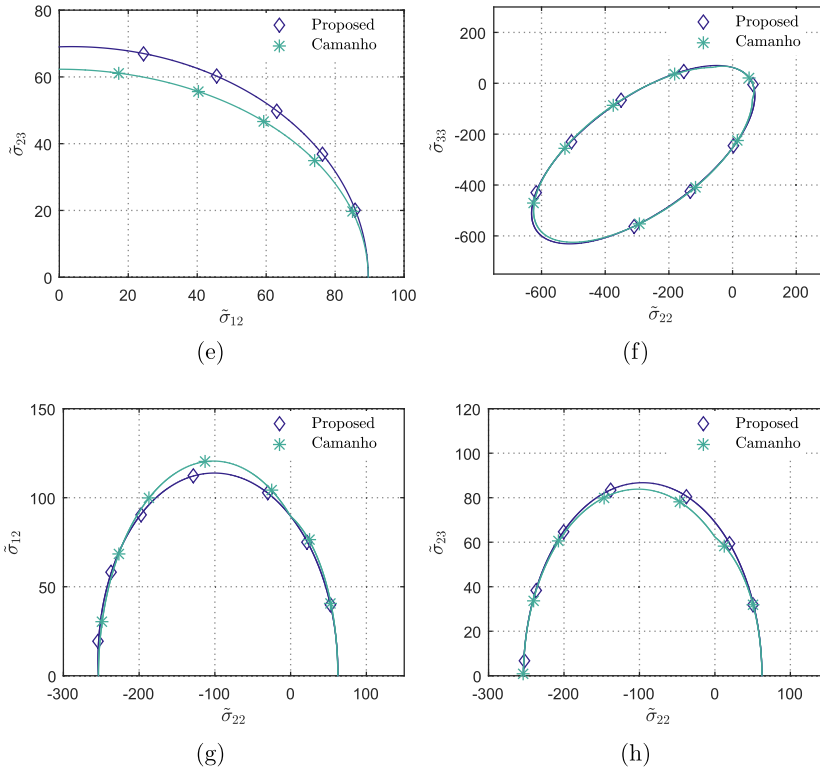 80
60
40
20
0
σ̃23
Proposed
Camanho
0 20 40 60 80 100
σ̃12
(e)
200
0
-200
-400
-600
σ̃33
Proposed
Camanho
-600 -400 -200 0 200
σ̃22
(f)
150
100
50
0
σ̃12
Proposed
Camanho
-300 -200 -100 0 100
σ̃22
(g)
120
100
80
60
40
20
0
σ̃23
Proposed
Camanho
-300 -200 -100 0 100
σ̃22
(h)